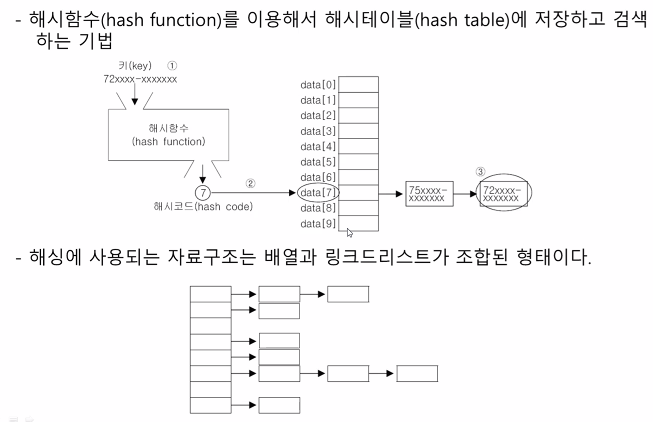 - 해시함수(hash function)를 이용해서 해시테이블(hash table)에 저장하고 검색
하는 기법
키(key) ①
72xxxx-xxxxxxx
해시함수
(hash function)
7
②
해시코드(hash code)
data[0]
data[1]
data[2]
data[3]
data[4]
data[5]
data[6]
data[7]
data[8]
data[9]
75xxxx-
xxxxxxx
③
72xxxx-
xxxxxxx
- 해싱에 사용되는 자료구조는 배열과 링크드리스트가 조합된 형태이다.